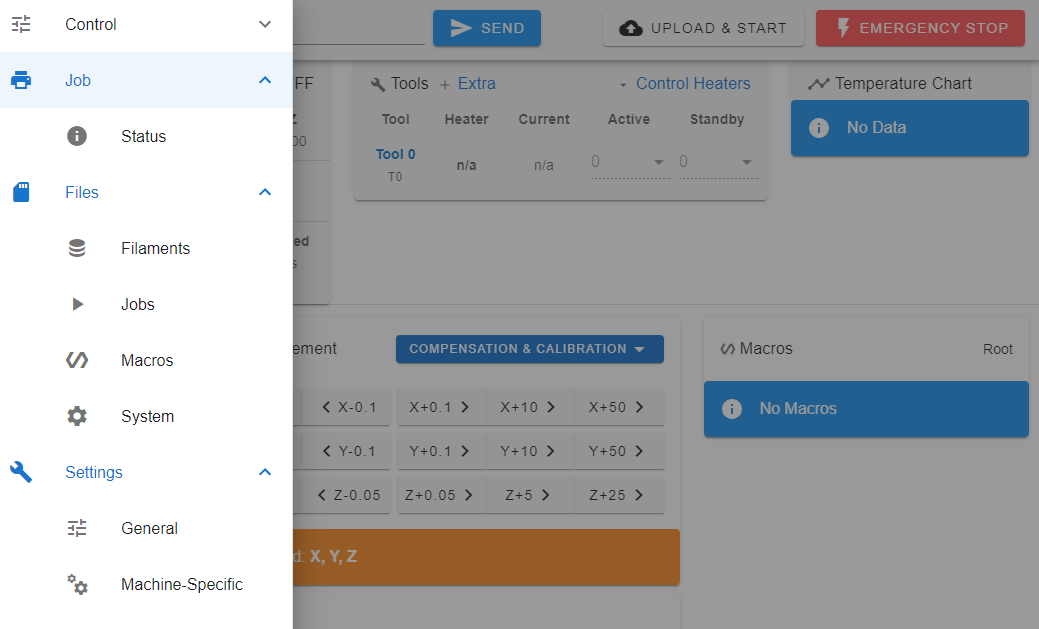 Control
Job
Status
Files
Filaments
Jobs
Macros
System
Settings
General
Machine-Specific
SEND
UPLOAD & START
EMERGENCY STOP
FF
Z
00
ed
s
Tools + Extra
Control Heaters
Tool Heater Current Active Standby
Tool 0
T0
n/a
n/a
0
0
Temperature Chart
No Data
ement
COMPENSATION & CALIBRATION
X-0.1 X+0.1 X+10 X+50
Y-0.1 Y+0.1 Y+10 Y+50
Z-0.05 Z+0.05 Z+5 Z+25
d: X, Y, Z
Macros
Root
No Macros